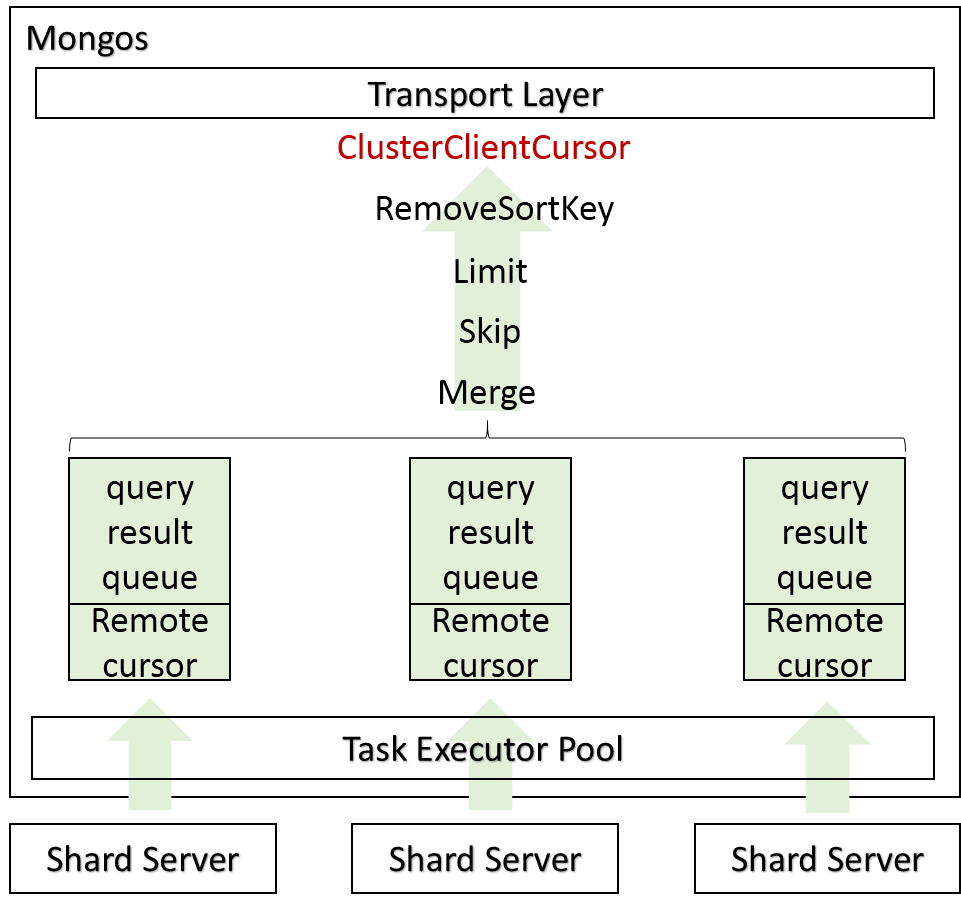 Mongos
Transport Layer
ClusterClientCursor
RemoveSortKey
Limit
Skip
Merge
query
result
queue
Remote
cursor
query
result
queue
Remote
cursor
query
result
queue
Remote
cursor
Task Executor Pool
Shard Server
Shard Server
Shard Server